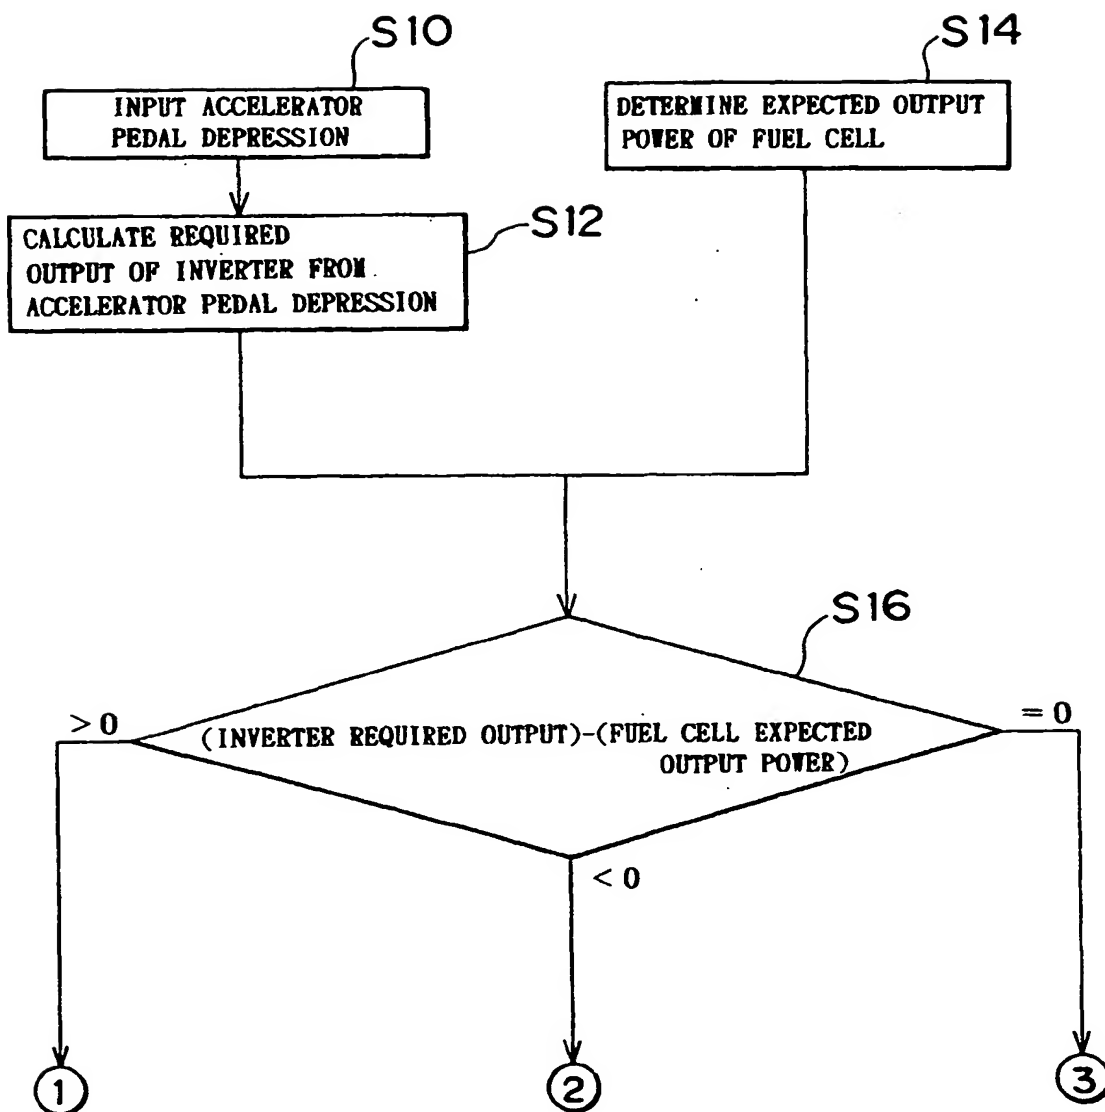 S10
INPUT ACCELERATOR
PEDAL DEPRESSION
S14
DETERMINE EXPECTED OUTPUT
POWER OF FUEL CELL
S12
CALCULATE REQUIRED
OUTPUT OF INVERTER FROM
ACCELERATOR PEDAL DEPRESSION
S16
> 0
(INVERTER REQUIRED OUTPUT)-(FUEL CELL EXPECTED
OUTPUT POWER)
= 0
< 0
1
2
3